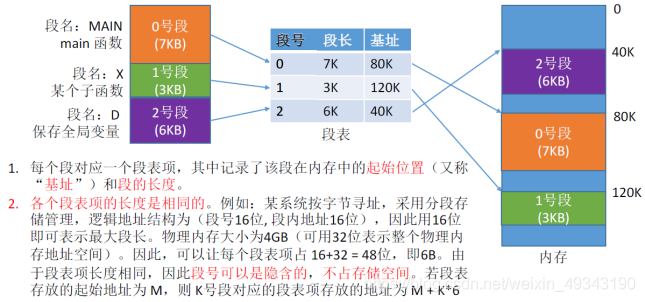 段名：MAIN
main 函数
0号段
(7KB)
段名：X
某个子函数
1号段
(3KB)
段名：D
保存全局变量
2号段
(6KB)
段号 段长 基址
0 7K 80K
1 3K 120K
2 6K 40K
段表
0
40K
2号段
(6KB)
80K
0号段
(7KB)
120K
1号段
(3KB)
内存
1. 每个段对应一个段表项，其中记录了该段在内存中的起始位置（又称
“基址”）和段的长度。
2. 各个段表项的长度是相同的。例如：某系统按字节寻址，采用分段存
储管理，逻辑地址结构为（段号16位, 段内地址16位），因此用16位
即可表示最大段长。物理内存大小为4GB（可用32位表示整个物理内
存地址空间）。因此，可以让每个段表项占 16+32 = 48位，即6B。由
于段表项长度相同，因此段号可以是隐含的，不占存储空间。若段表
存放的起始地址为 M，则 K号段对应的段表项存放的地址为 M + K*6